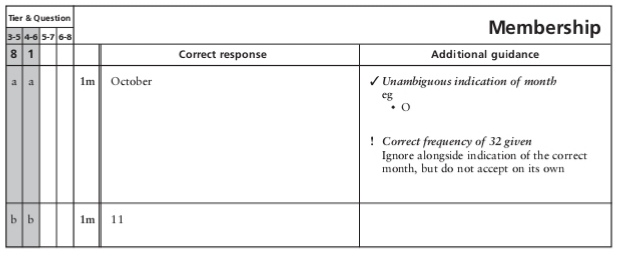 Tier & Question
Membership
3-5 4-6 5-7 6-8
8 1 Correct response Additional guidance
a a 1m October ✓ Unambiguous indication of month
eg
• O
! Correct frequency of 32 given
Ignore alongside indication of the correct
month, but do not accept on its own
b b 1m 11